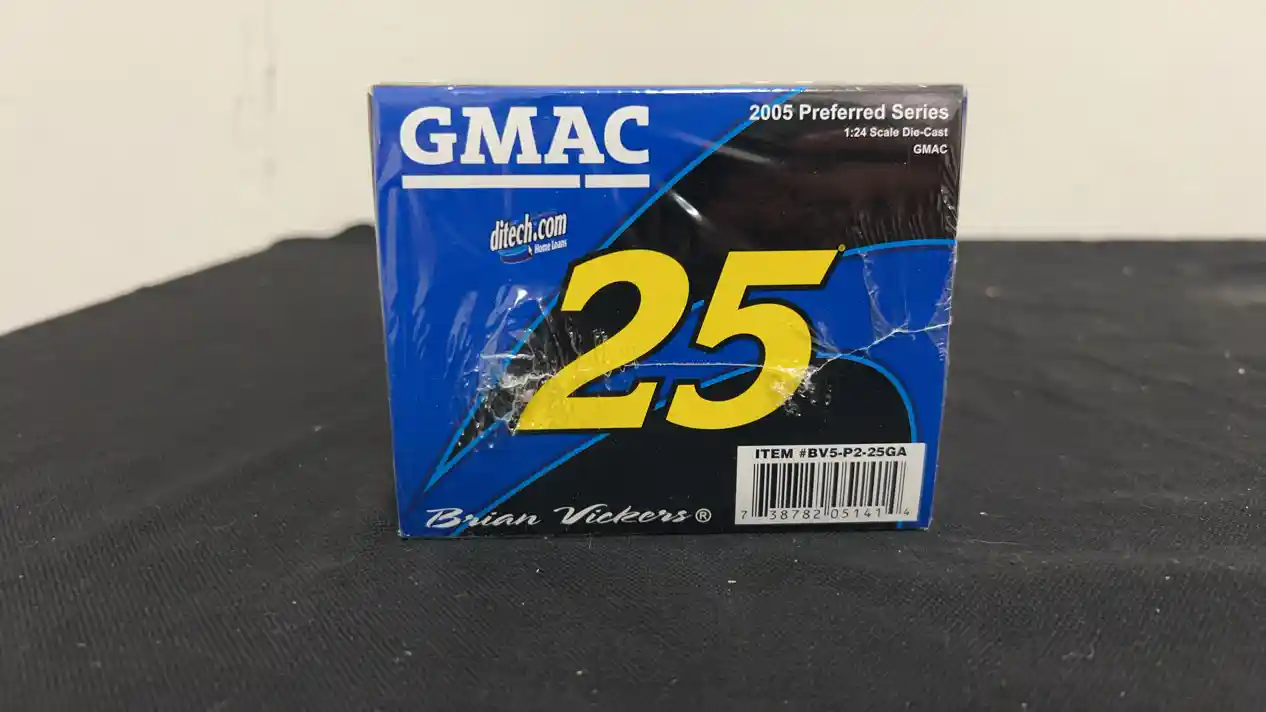 GMAC
2005 Preferred Series
1:24 Scale Die-Cast
GMAC
ditech.com
Home Loans
25
ITEM #BV5-P2-25GA
7 38782 05141 4
Brian Vickers®